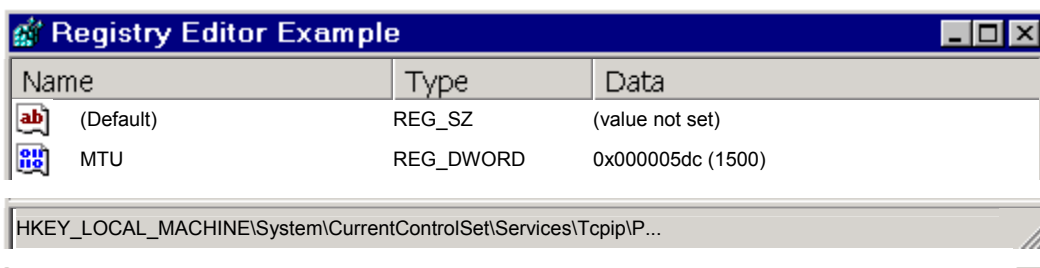 Registry Editor Example
Name Type Data
ab (Default) REG_SZ (value not set)
MTU REG_DWORD 0x000005dc (1500)
HKEY_LOCAL_MACHINE\System\CurrentControlSet\Services\Tcpip\P...